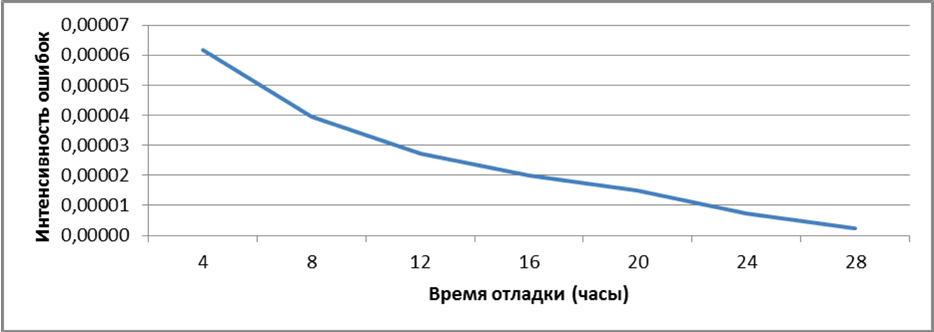 0,00007
0,00006
0,00005
0,00004
0,00003
0,00002
0,00001
0,00000
Интенсивность ошибок
4 8 12 16 20 24 28
Время отладки (часы)